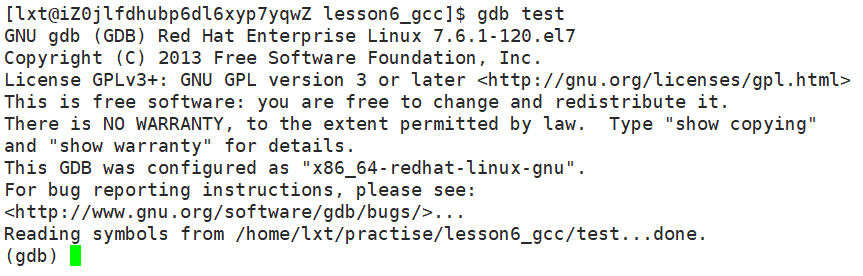 [lxt@iZ0jlfdhubp6dl6xyp7yqwZ lesson6_gcc]$ gdb test
GNU gdb (GDB) Red Hat Enterprise Linux 7.6.1-120.el7
Copyright (C) 2013 Free Software Foundation, Inc.
License GPLv3+: GNU GPL version 3 or later <http://gnu.org/licenses/gpl.html>
This is free software: you are free to change and redistribute it.
There is NO WARRANTY, to the extent permitted by law.  Type "show copying"
and "show warranty" for details.
This GDB was configured as "x86_64-redhat-linux-gnu".
For bug reporting instructions, please see:
<http://www.gnu.org/software/gdb/bugs/>...
Reading symbols from /home/lxt/practise/lesson6_gcc/test...done.
(gdb)